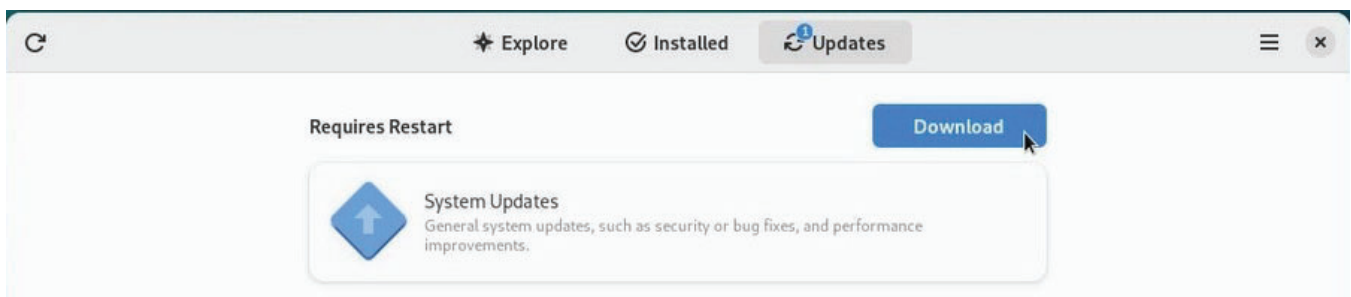 Explore Installed 1 Updates
Requires Restart Download
System Updates
General system updates, such as security or bug fixes, and performance
improvements.